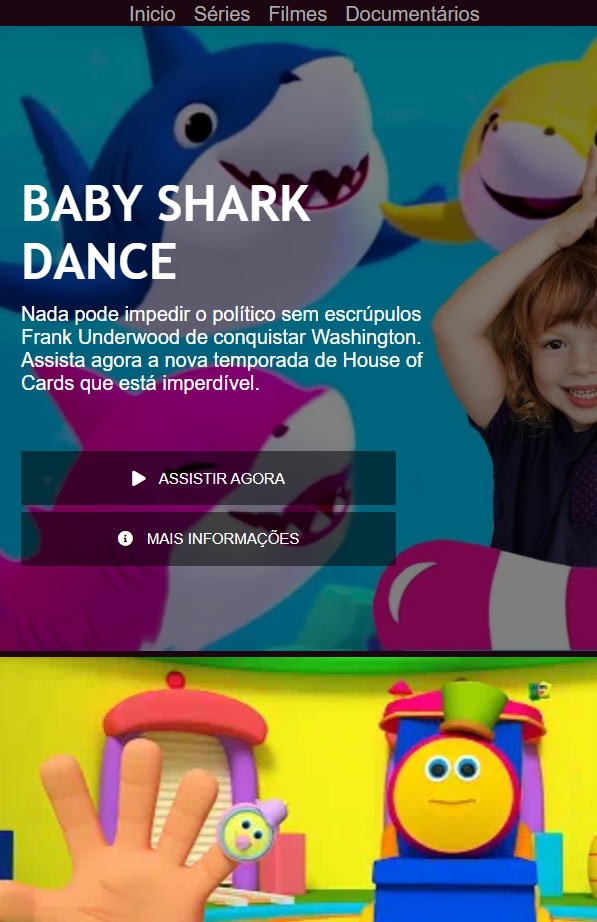 Inicio Séries Filmes Documentários
BABY SHARK
DANCE
Nada pode impedir o político sem escrúpulos
Frank Underwood de conquistar Washington.
Assista agora a nova temporada de House of
Cards que está imperdível.
ASSISTIR AGORA
MAIS INFORMAÇÕES